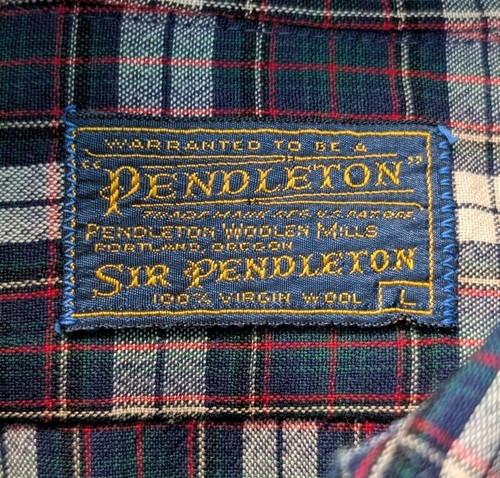 WARRANTED TO BE A
"PENDLETON"
TRADE MARK REG. U.S. PAT. OFF.
PENDLETON WOOLEN MILLS
PORTLAND, OREGON
SIR PENDLETON
100% VIRGIN WOOL L